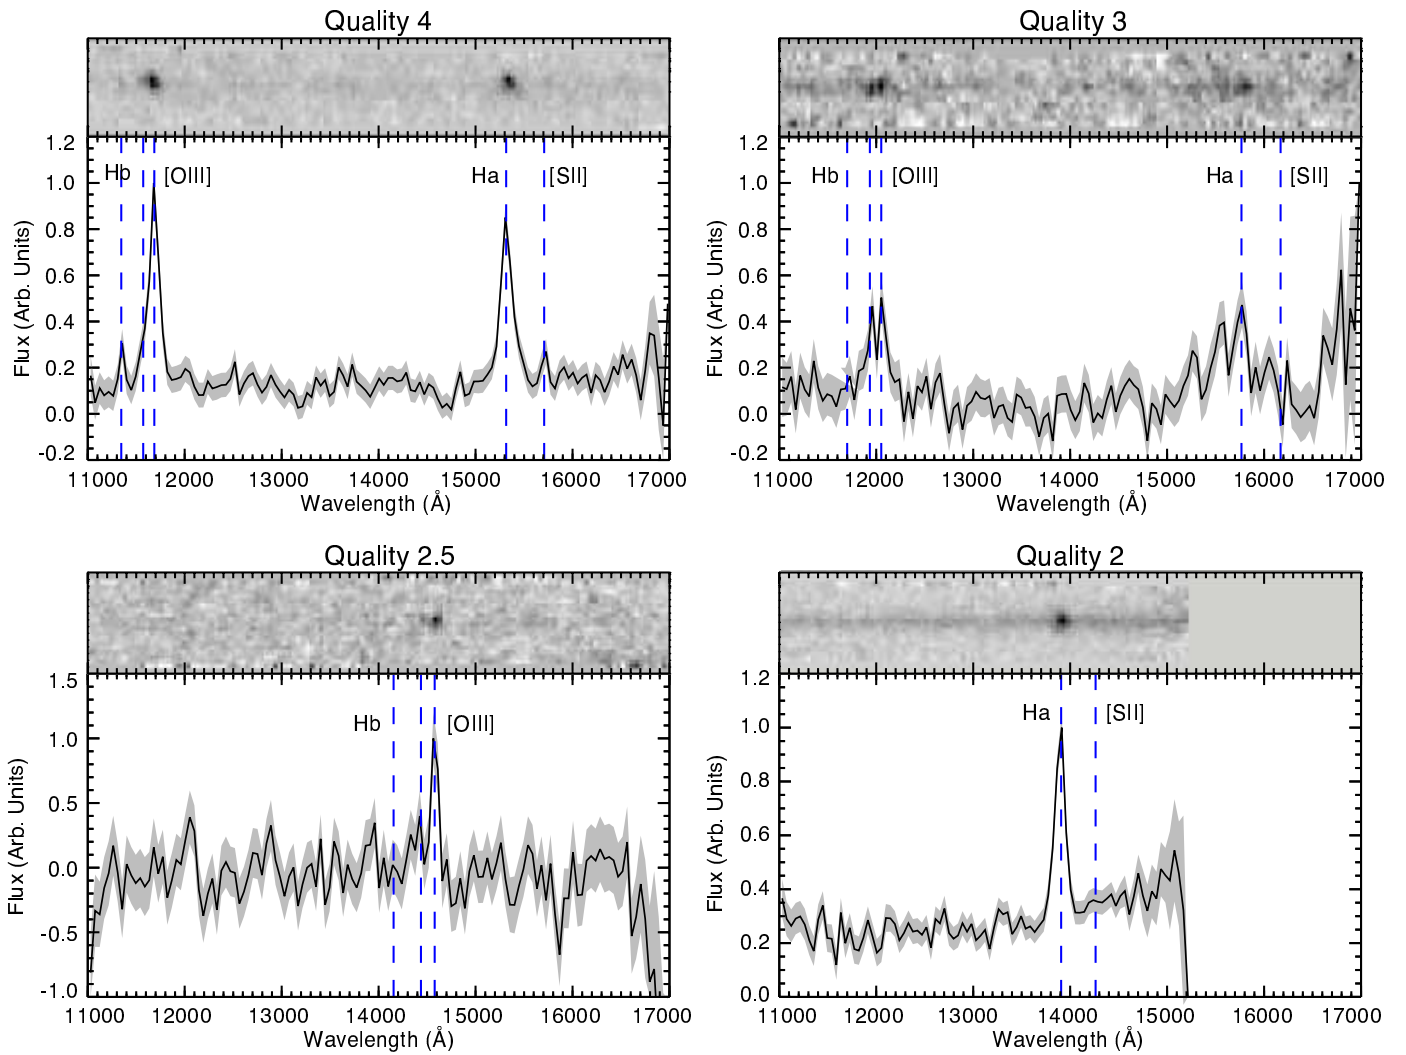 Quality 4
1.2
1.0
0.8
0.6
0.4
0.2
0.0
-0.2
Flux (Arb. Units)
Hb
[OIII]
Ha
[SII]
11000 12000 13000 14000 15000 16000 17000
Wavelength (Å)
Quality 3
1.2
1.0
0.8
0.6
0.4
0.2
0.0
-0.2
Flux (Arb. Units)
Hb
[OIII]
Ha
[SII]
11000 12000 13000 14000 15000 16000 17000
Wavelength (Å)
Quality 2.5
1.5
1.0
0.5
0.0
-0.5
-1.0
Flux (Arb. Units)
Hb
[OIII]
11000 12000 13000 14000 15000 16000 17000
Wavelength (Å)
Quality 2
1.2
1.0
0.8
0.6
0.4
0.2
0.0
Flux (Arb. Units)
Ha
[SII]
11000 12000 13000 14000 15000 16000 17000
Wavelength (Å)